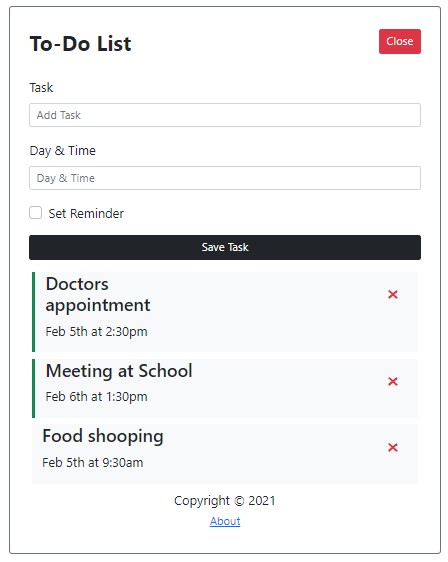 To-Do List
Close
Task
Add Task
Day & Time
Day & Time
Set Reminder
Save Task
Doctors
appointment
Feb 5th at 2:30pm
Meeting at School
Feb 6th at 1:30pm
Food shooping
Feb 5th at 9:30am
Copyright © 2021
About